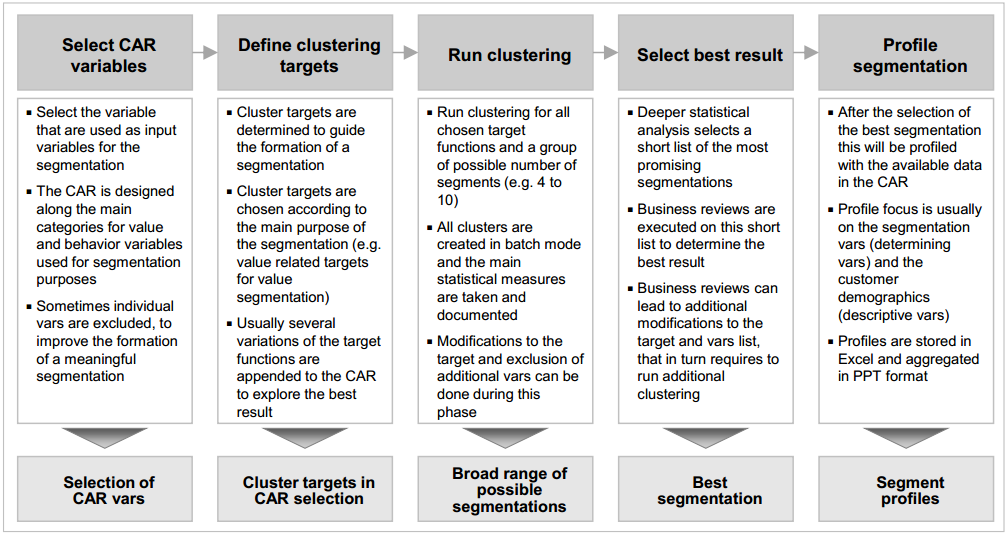 Select CAR
variables
Define clustering
targets
Run clustering
Select best result
Profile
segmentation
▪ Select the variable
that are used as input
variables for the
segmentation
▪ The CAR is designed
along the main
categories for value
and behavior variables
used for segmentation
purposes
▪ Sometimes individual
vars are excluded, to
improve the formation
of a meaningful
segmentation
▪ Cluster targets are
determined to guide
the formation of a
segmentation
▪ Cluster targets are
chosen according to
the main purpose of
the segmentation (e.g.
value related targets
for value
segmentation)
▪ Usually several
variations of the target
functions are
appended to the CAR
to explore the best
result
▪ Run clustering for all
chosen target
functions and a group
of possible number of
segments (e.g. 4 to
10)
▪ All clusters are
created in batch mode
and the main
statistical measures
are taken and
documented
▪ Modifications to the
target and exclusion of
additional vars can be
done during this
phase
▪ Deeper statistical
analysis selects a
short list of the most
promising
segmentations
▪ Business reviews are
executed on this short
list to determine the
best result
▪ Business reviews can
lead to additional
modifications to the
target and vars list,
that in turn requires to
run additional
clustering
▪ After the selection of
the best segmentation
this will be profiled
with the available data
in the CAR
▪ Profile focus is usually
on the segmentation
vars (determining
vars) and the
customer
demographics
(descriptive vars)
▪ Profiles are stored in
Excel and aggregated
in PPT format
Selection of
CAR vars
Cluster targets in
CAR selection
Broad range of
possible
segmentations
Best
segmentation
Segment
profiles